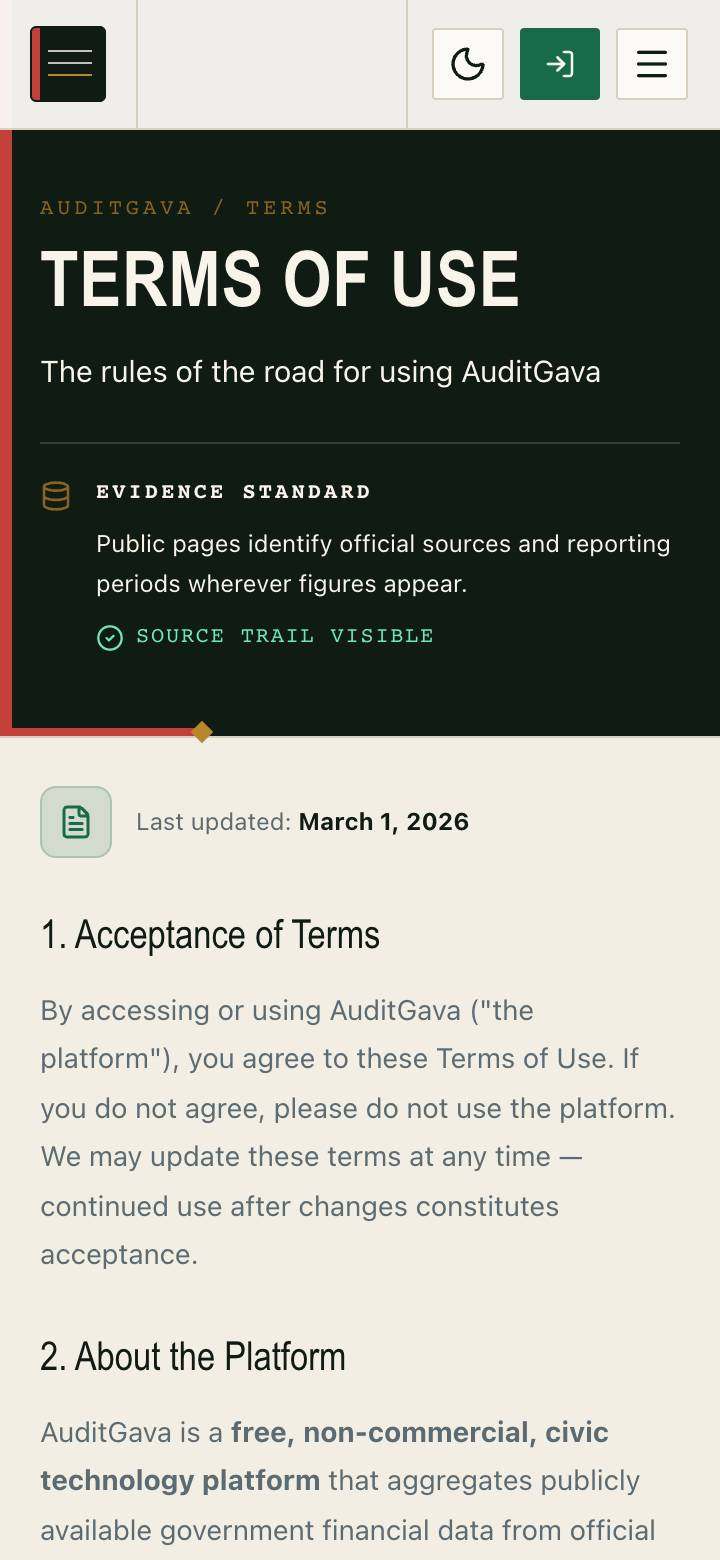 AUDITGAVA / TERMS
TERMS OF USE
The rules of the road for using AuditGava
EVIDENCE STANDARD
Public pages identify official sources and reporting
periods wherever figures appear.
SOURCE TRAIL VISIBLE
Last updated: March 1, 2026
1. Acceptance of Terms
By accessing or using AuditGava ("the
platform"), you agree to these Terms of Use. If
you do not agree, please do not use the platform.
We may update these terms at any time —
continued use after changes constitutes
acceptance.
2. About the Platform
AuditGava is a free, non-commercial, civic
technology platform that aggregates publicly
available government financial data from official